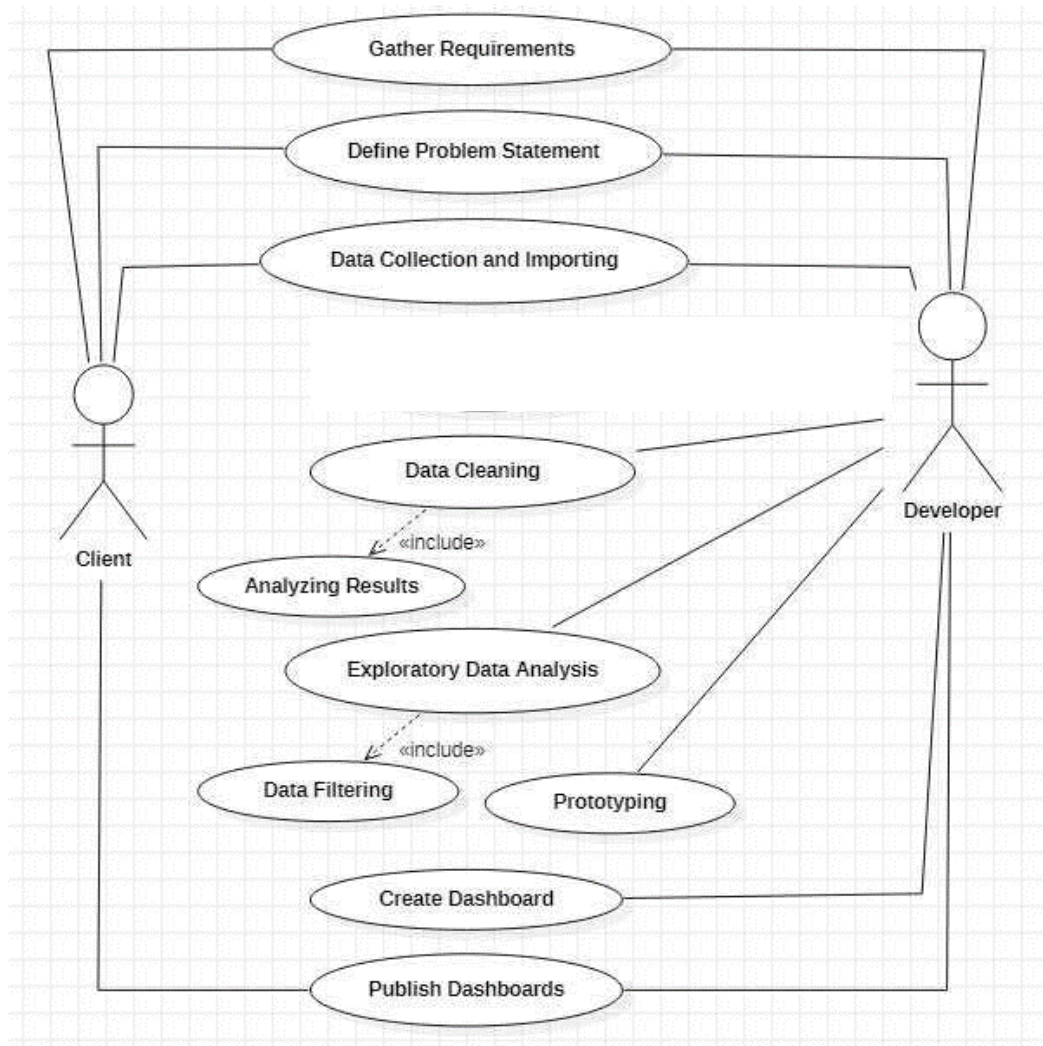 Gather Requirements
Define Problem Statement
Data Collection and Importing
Data Cleaning
Developer
«include»
Client
Analyzing Results
Exploratory Data Analysis
«include»
Data Filtering
Prototyping
Create Dashboard
Publish Dashboards